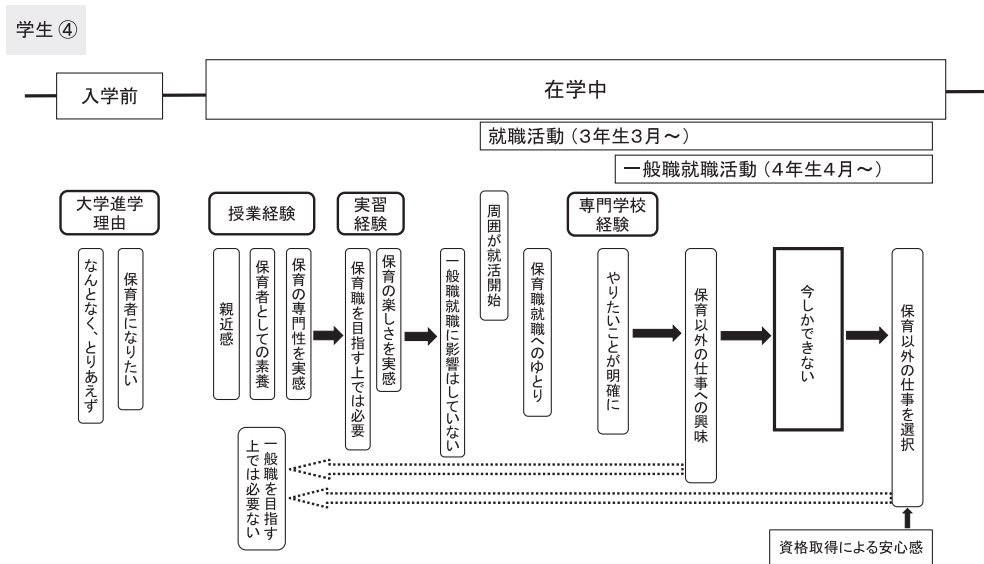 学生 ④
入学前
在学中
就職活動（３年生３月～）
一般職就職活動（４年生４月～）
大学進学
理由
授業経験
実習
経験
周囲が就活開始
専門学校
経験
なんとなく、とりあえず
保育者になりたい
親近感
保育者としての素養
保育の専門性を実感
保育職を目指す上では必要
保育の楽しさを実感
一般職就職に影響はしていない
保育職就職へのゆとり
やりたいことが明確に
保育以外の仕事への興味
今しかできない
保育以外の仕事を選択
一般職を目指す
上では必要ない
資格取得による安心感